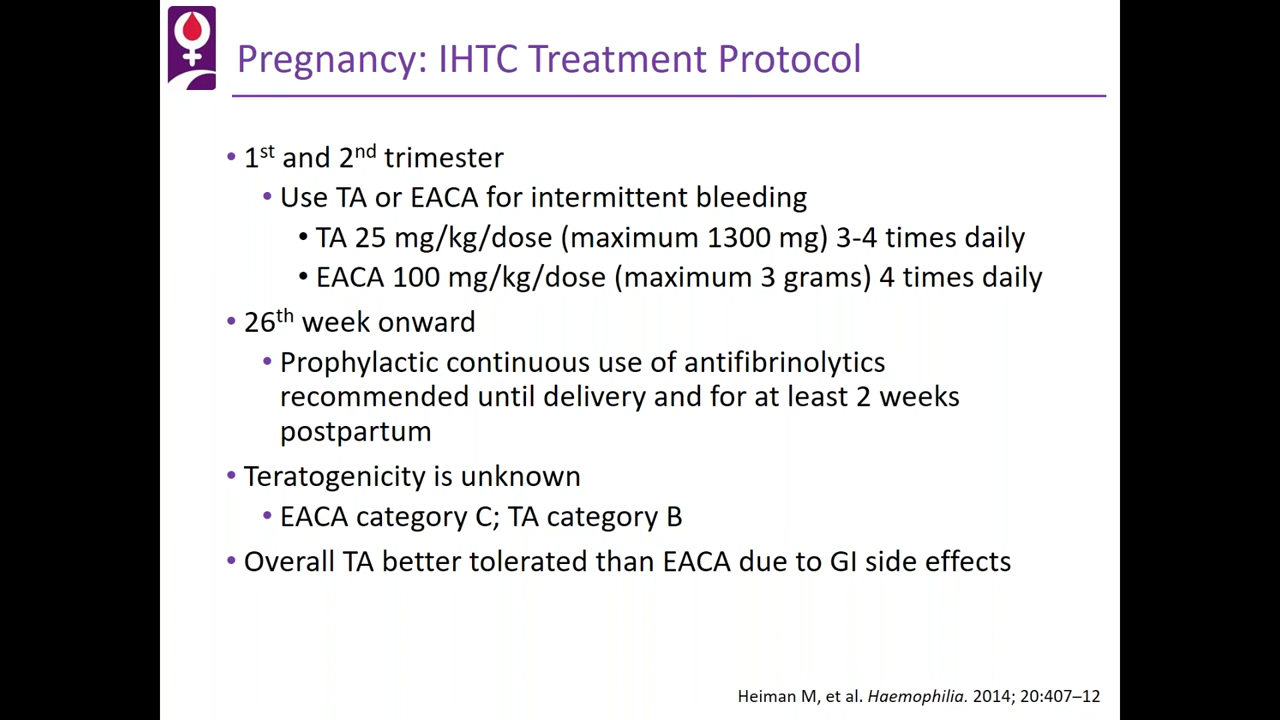 Pregnancy: IHTC Treatment Protocol
• 1st and 2nd trimester
• Use TA or EACA for intermittent bleeding
• TA 25 mg/kg/dose (maximum 1300 mg) 3-4 times daily
• EACA 100 mg/kg/dose (maximum 3 grams) 4 times daily
• 26th week onward
• Prophylactic continuous use of antifibrinolytics
recommended until delivery and for at least 2 weeks
postpartum
• Teratogenicity is unknown
• EACA category C; TA category B
• Overall TA better tolerated than EACA due to GI side effects
Heiman M, et al. Haemophilia. 2014; 20:407–12